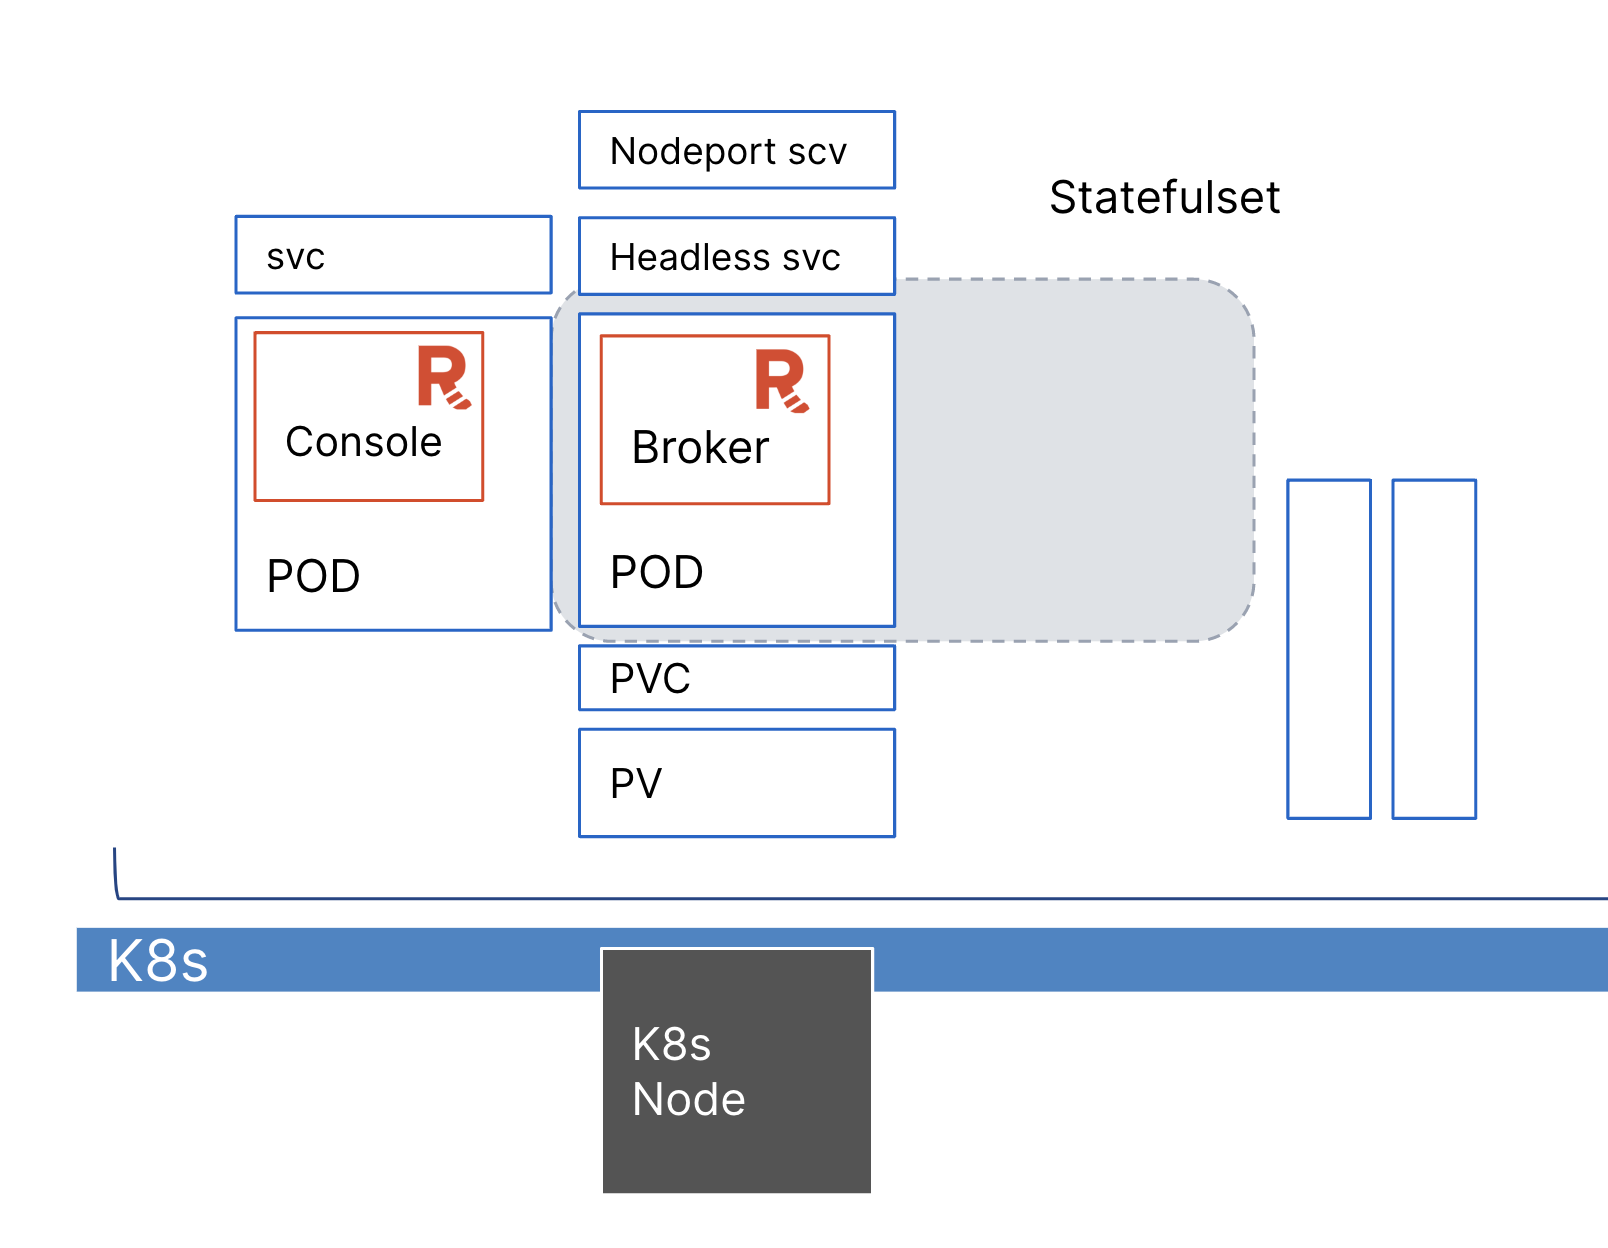 Nodeport scv
Statefulset
svc
Headless svc
Console
Broker
POD
POD
PVC
PV
K8s
K8s
Node